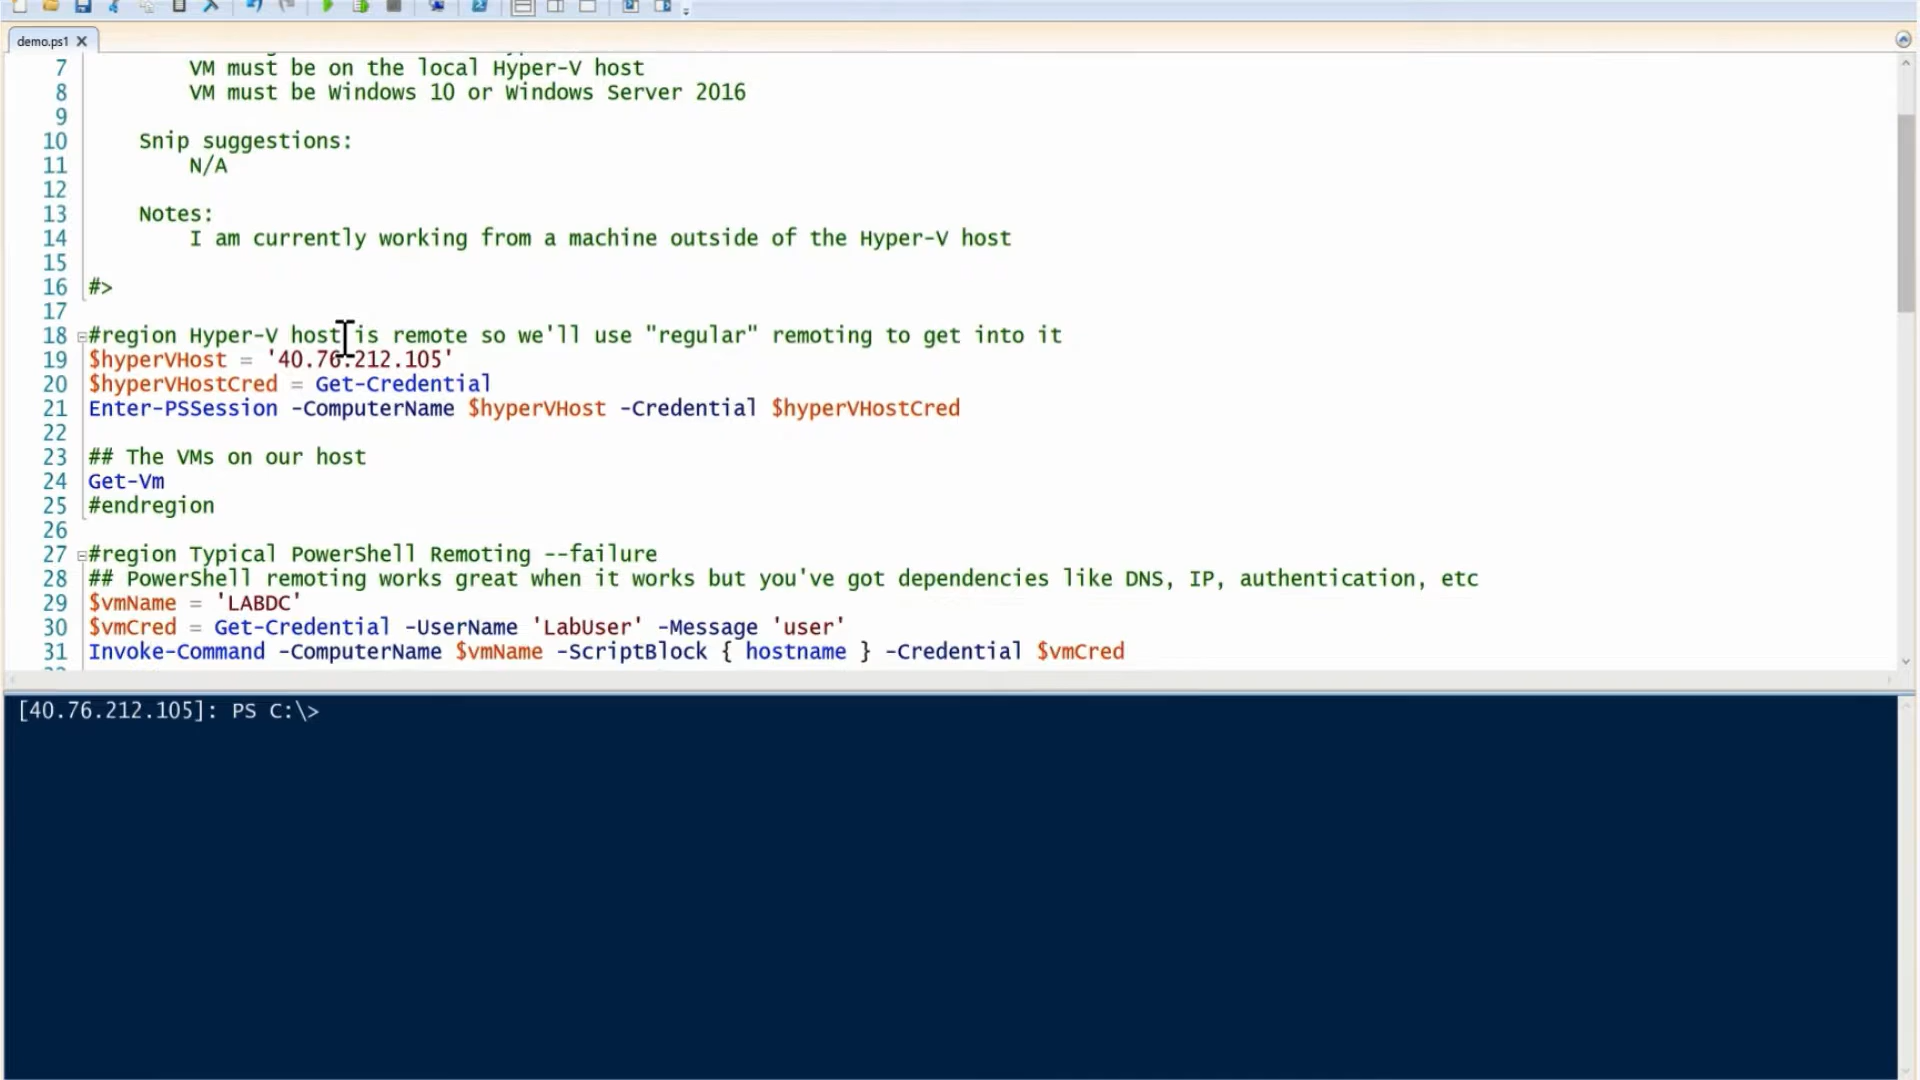 demo.ps1
7 VM must be on the local Hyper-V host
8 VM must be Windows 10 or Windows Server 2016
9
10 Snip suggestions:
11 N/A
12
13 Notes:
14 I am currently working from a machine outside of the Hyper-V host
15
16 #>
17
18 #region Hyper-V host is remote so we'll use "regular" remoting to get into it
19 $hyperVHost = '40.76.212.105'
20 $hyperVHostCred = Get-Credential
21 Enter-PSSession -ComputerName $hyperVHost -Credential $hyperVHostCred
22
23 ## The VMs on our host
24 Get-Vm
25 #endregion
26
27 #region Typical PowerShell Remoting --failure
28 ## PowerShell remoting works great when it works but you've got dependencies like DNS, IP, authentication, etc
29 $vmName = 'LABDC'
30 $vmCred = Get-Credential -UserName 'LabUser' -Message 'user'
31 Invoke-Command -ComputerName $vmName -ScriptBlock { hostname } -Credential $vmCred
[40.76.212.105]: PS C:\>